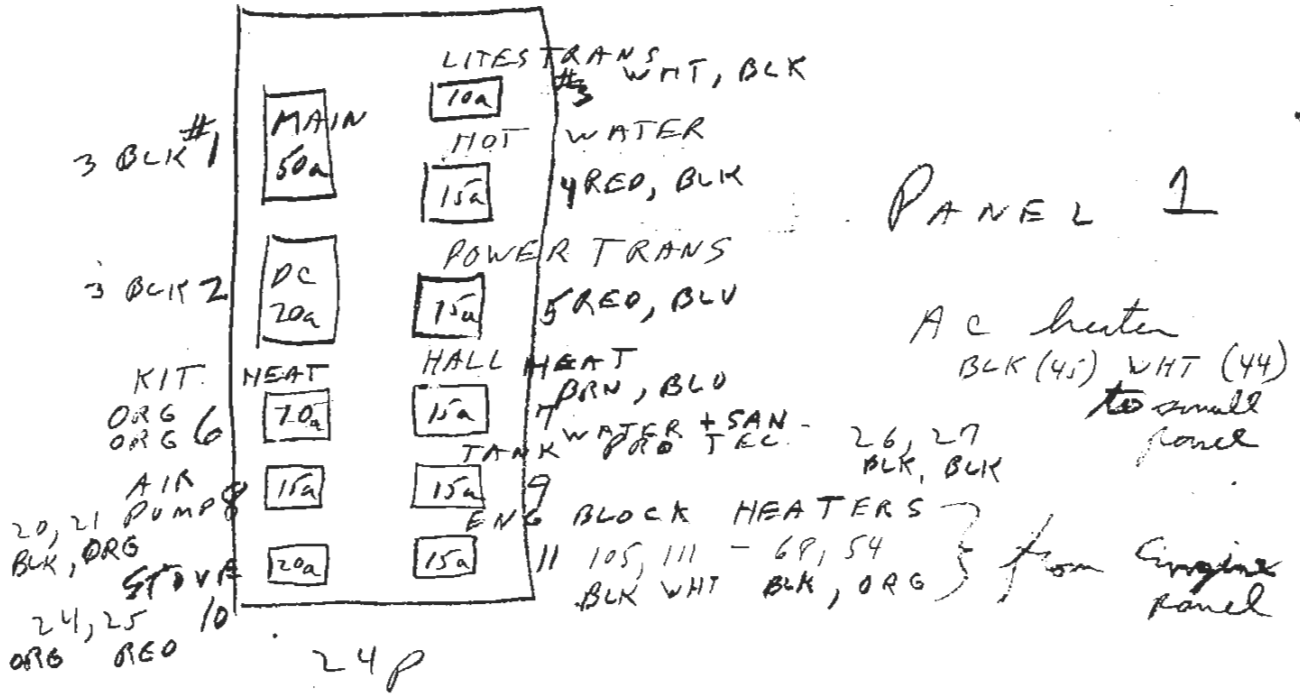 LITES TRANS
#3 WHT, BLK
10a
#1 MAIN
3 BLK 50a
HOT WATER
15a 4 RED, BLK
PANEL 1
POWER TRANS
3 BLK 2 DC
20a 15a 5 RED, BLU
AC heater
BLK (45) WHT (44)
to small
panel
KIT. HEAT HALL HEAT
ORG 6 20a 15a 7 BRN, BLU
ORG
WATER + SAN
TANK PRO TEC. - 26, 27
BLK, BLK
AIR
PUMP 8 15a 15a 9
20, 21
BLK, ORG
ENG BLOCK HEATERS
STOVE 20a 15a 11 105, 111 - 68, 54
10 BLK WHT BLK, ORG
from Engine
panel
24, 25
ORG RED
24p